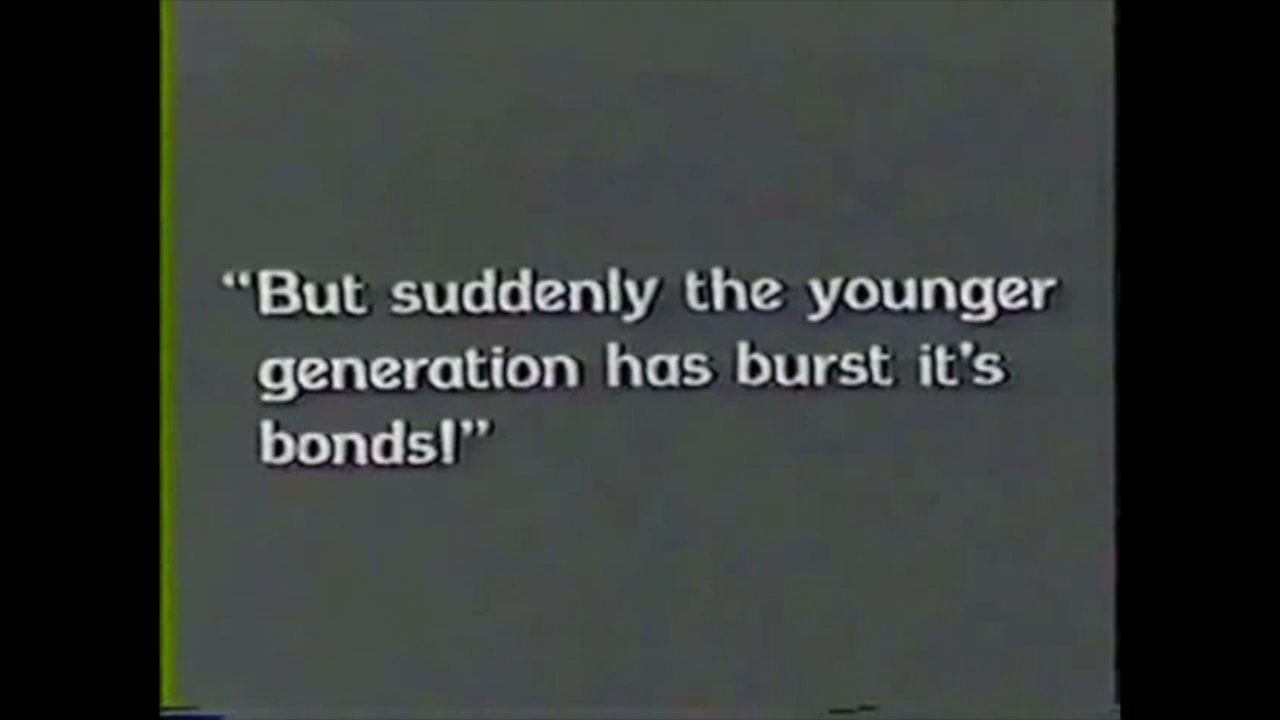 “But suddenly the younger
generation has burst it's
bonds!”